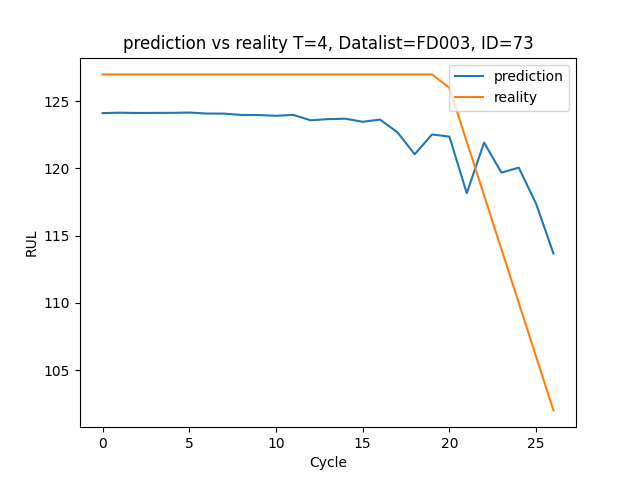 prediction vs reality T=4, Datalist=FD003, ID=73
prediction
reality
125
120
115
110
105
RUL
0 5 10 15 20 25
Cycle